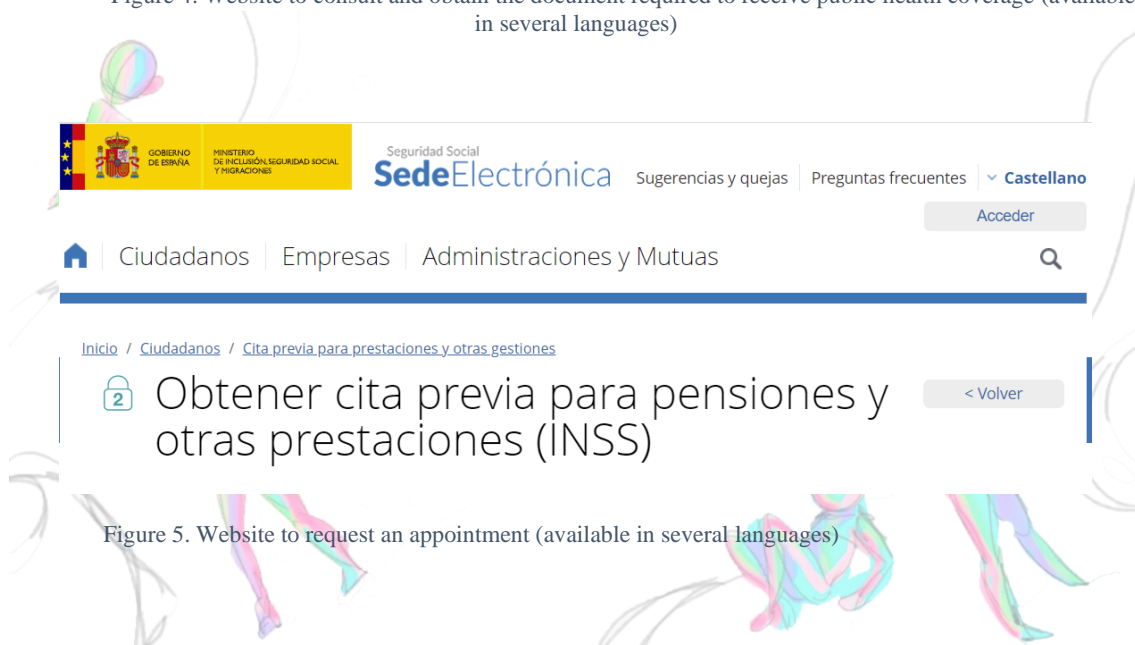 Figure 4. Website to consult and obtain the document required to receive public health coverage (available
in several languages)
GOBIERNO
DE ESPAÑA
MINISTERIO
DE INCLUSIÓN, SEGURIDAD SOCIAL
Y MIGRACIONES
Seguridad Social
SedeElectrónica
Sugerencias y quejas
Preguntas frecuentes
Castellano
Acceder
Ciudadanos
Empresas
Administraciones y Mutuas
Inicio / Ciudadanos / Cita previa para prestaciones y otras gestiones
2
Obtener cita previa para pensiones y
otras prestaciones (INSS)
< Volver
Figure 5. Website to request an appointment (available in several languages)